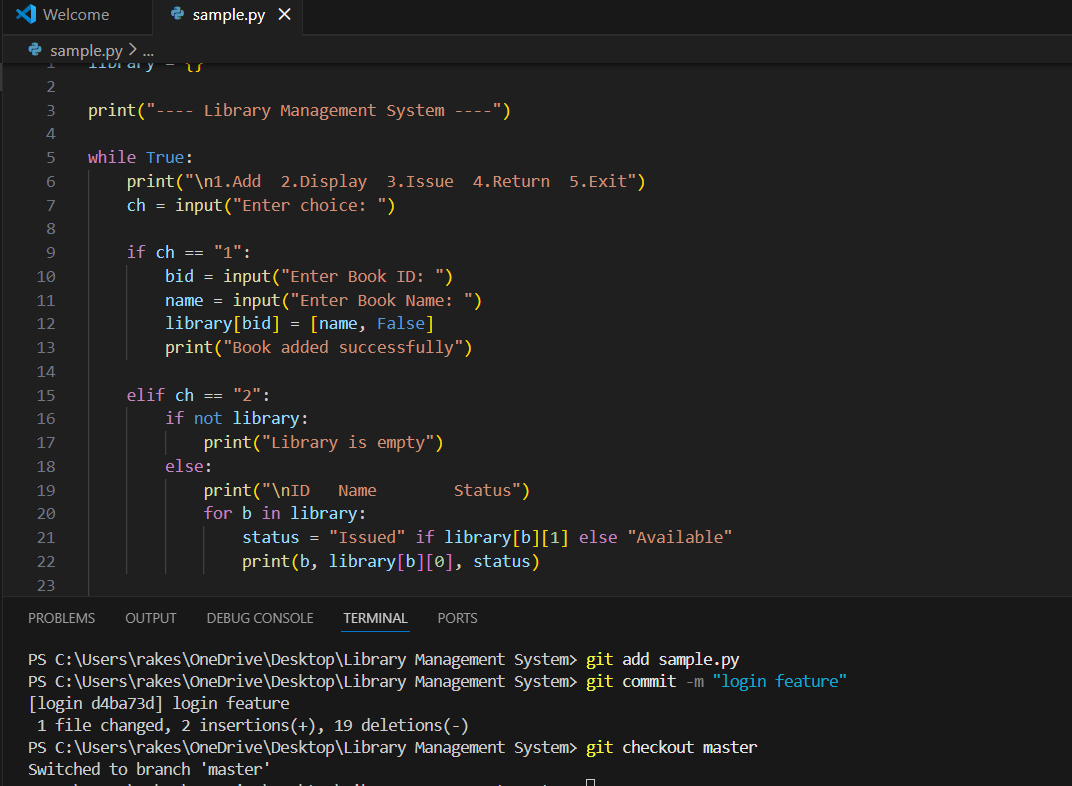 Welcome
sample.py
sample.py > ...
1 library = {}
2
3 print("---- Library Management System ----")
4
5 while True:
6     print("\n1.Add  2.Display  3.Issue  4.Return  5.Exit")
7     ch = input("Enter choice: ")
8
9     if ch == "1":
10         bid = input("Enter Book ID: ")
11         name = input("Enter Book Name: ")
12         library[bid] = [name, False]
13         print("Book added successfully")
14
15     elif ch == "2":
16         if not library:
17             print("Library is empty")
18         else:
19             print("\nID   Name        Status")
20             for b in library:
21                 status = "Issued" if library[b][1] else "Available"
22                 print(b, library[b][0], status)
23
PROBLEMS OUTPUT DEBUG CONSOLE TERMINAL PORTS
PS C:\Users\rakes\OneDrive\Desktop\Library Management System> git add sample.py
PS C:\Users\rakes\OneDrive\Desktop\Library Management System> git commit -m "login feature"
[login d4ba73d] login feature
 1 file changed, 2 insertions(+), 19 deletions(-)
PS C:\Users\rakes\OneDrive\Desktop\Library Management System> git checkout master
Switched to branch 'master'